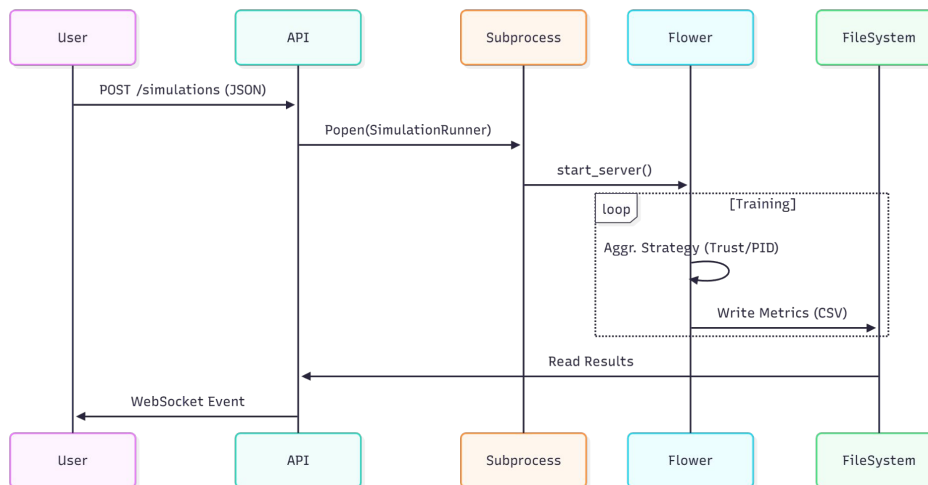 User
API
Subprocess
Flower
FileSystem
POST /simulations (JSON)
Popen(SimulationRunner)
start_server()
loop
[Training]
Aggr. Strategy (Trust/PID)
Write Metrics (CSV)
Read Results
WebSocket Event
User
API
Subprocess
Flower
FileSystem